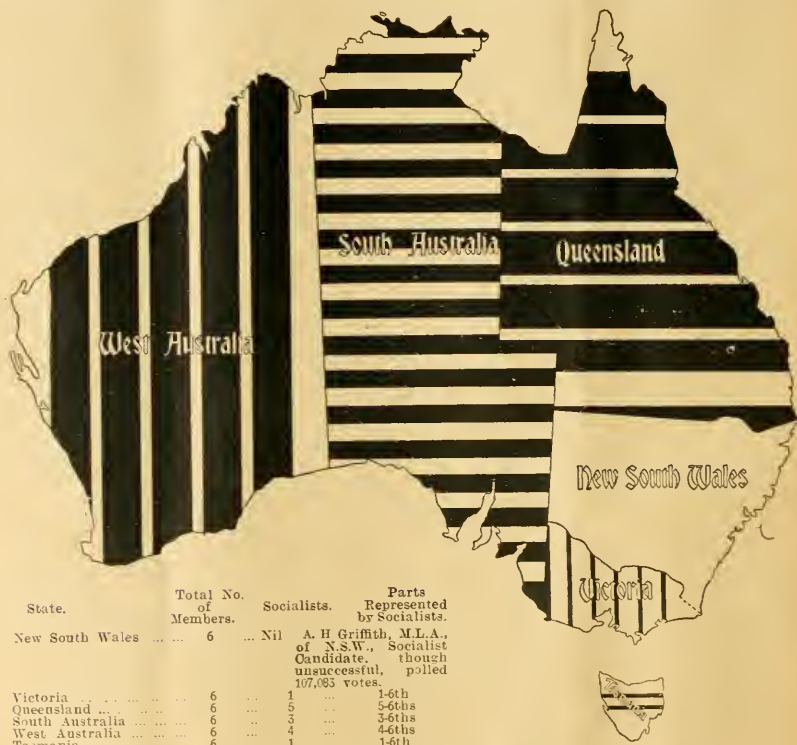 South Australia
Queensland
West Australia
New South Wales
Victoria
Tasmania
State. Total No. of Members. Socialists. Parts Represented by Socialists.
New South Wales ... ... 6 ... Nil A. H Griffith, M.L.A.,
of N.S.W., Socialist
Candidate. though
unsuccessful, polled
107,083 votes.
Victoria ... ... 6 .. 1 ... 1-6th
Queensland ... ... 6 .. 5 ... 5-6ths
South Australia ... ... 6 .. 3 ... 3-6ths
West Australia ... ... 6 .. 4 ... 4-6ths
Tasmania ... ... 6 .. 1 ... 1-6th